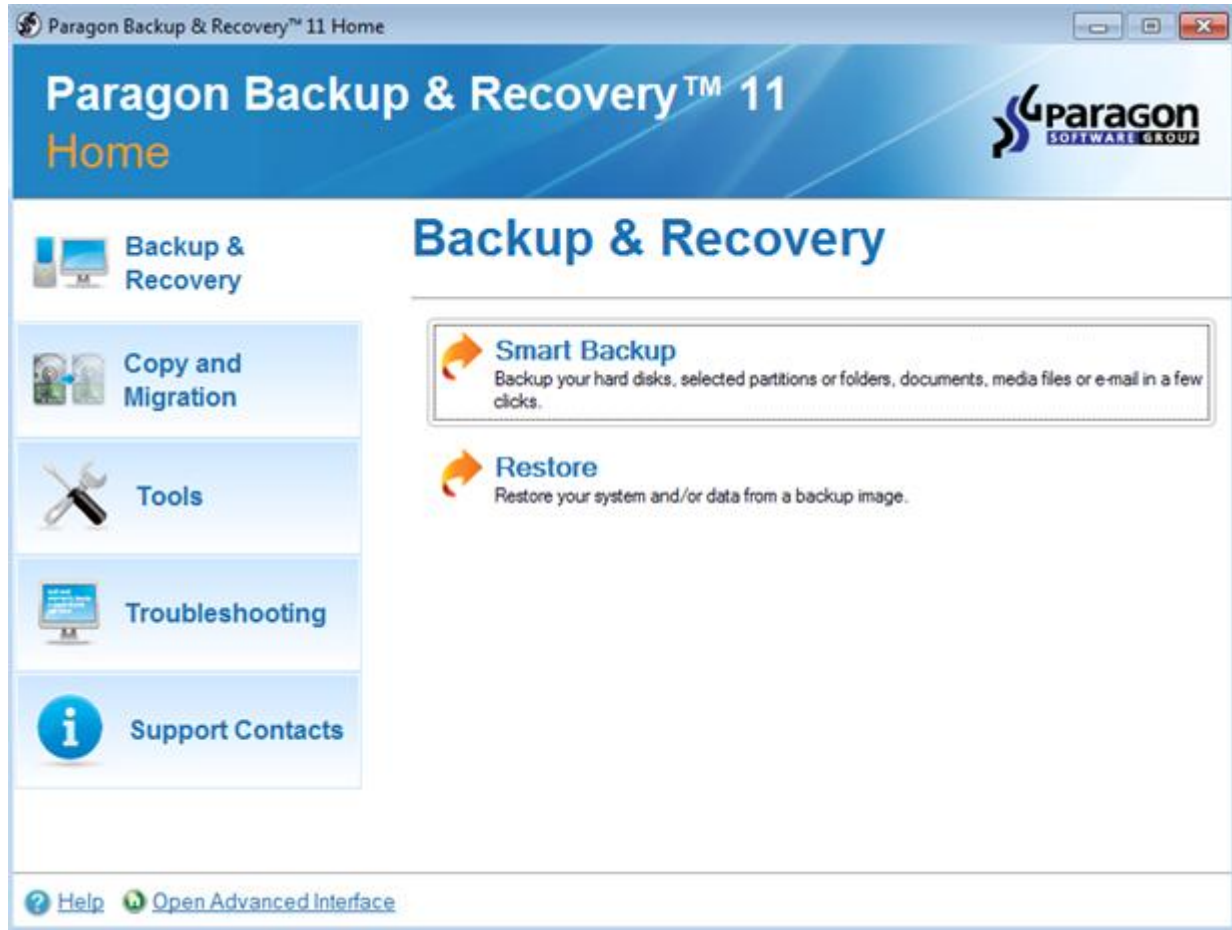 Paragon Backup & Recovery™ 11 Home
Paragon Backup & Recovery™ 11
Home
paragon
SOFTWARE GROUP
Backup &
Recovery
Copy and
Migration
Tools
Troubleshooting
Support Contacts
Backup & Recovery
Smart Backup
Backup your hard disks, selected partitions or folders, documents, media files or e-mail in a few
clicks.
Restore
Restore your system and/or data from a backup image.
Help
Open Advanced Interface